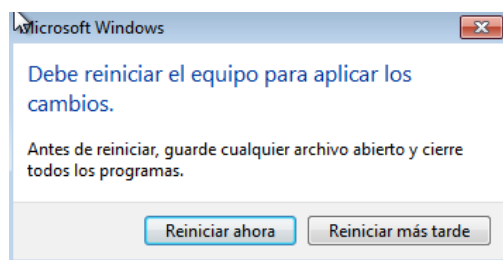 Microsoft Windows
Debe reiniciar el equipo para aplicar los
cambios.
Antes de reiniciar, guarde cualquier archivo abierto y cierre
todos los programas.
Reiniciar ahora
Reiniciar más tarde